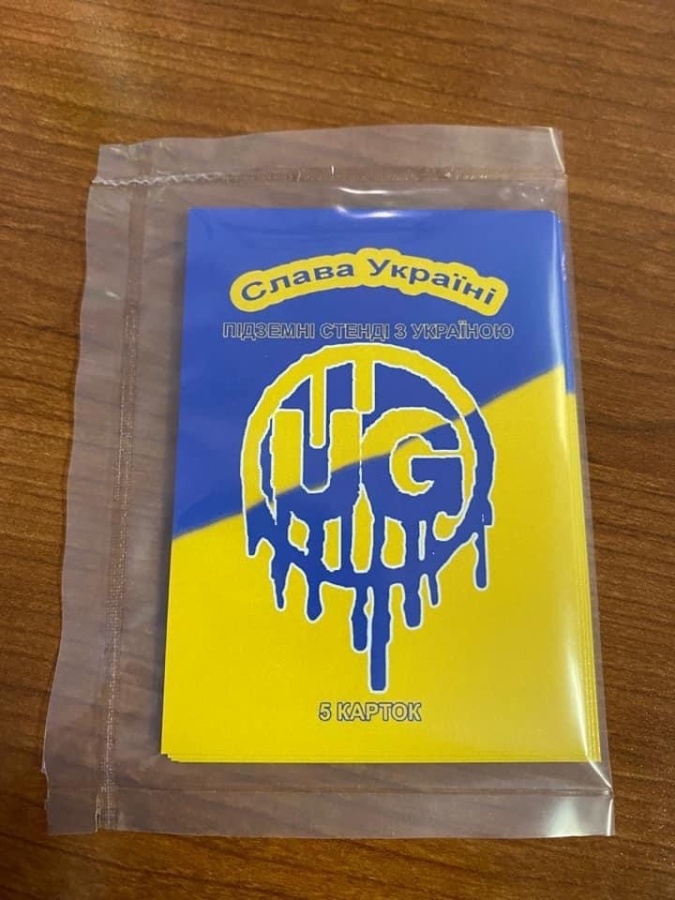 Слава Україні
ПІДЗЕМНІ СТЕНДІ З УКРАЇНОЮ
UG
5 КАРТОК